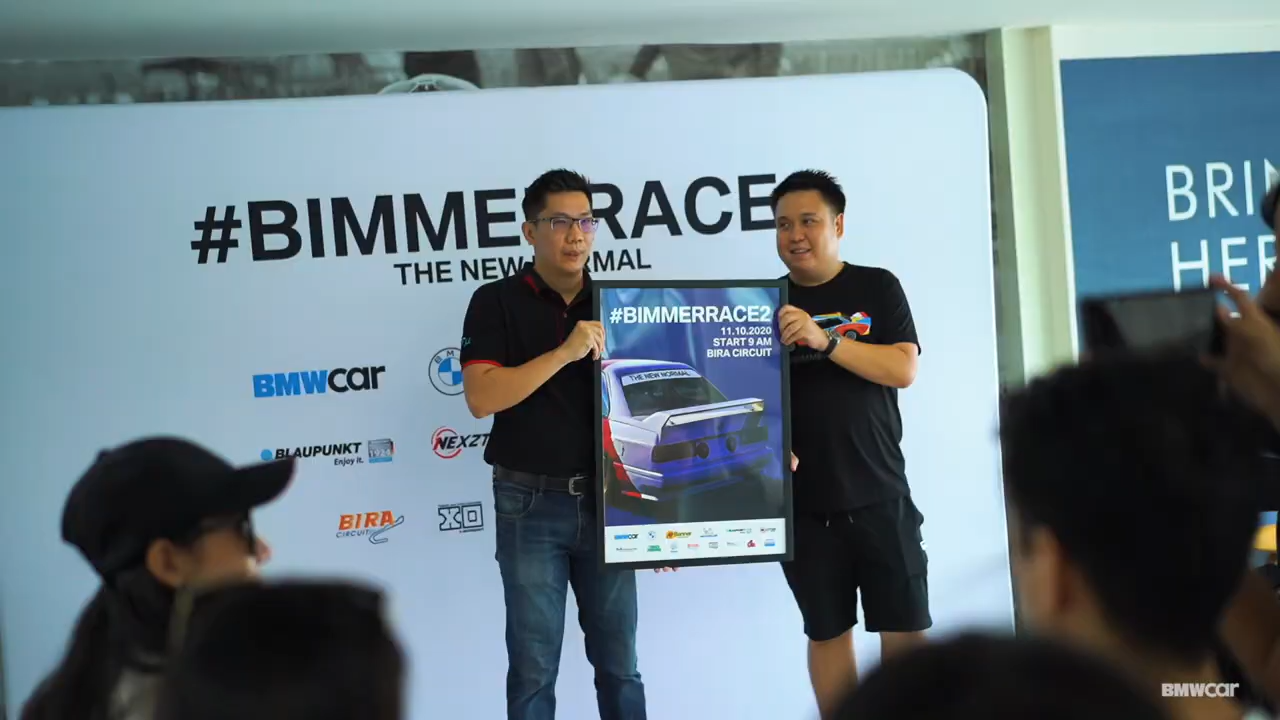 #BIMMERRACE
THE NEW NORMAL
BMWcar
BLAUPUNKT
Enjoy it.
NEXZT
BIRA
CIRCUIT
XO
#BIMMERRACE2
11.10.2020
START 9 AM
BIRA CIRCUIT
THE NEW NORMAL
BMWCar
BRIN
HER
BMWCar